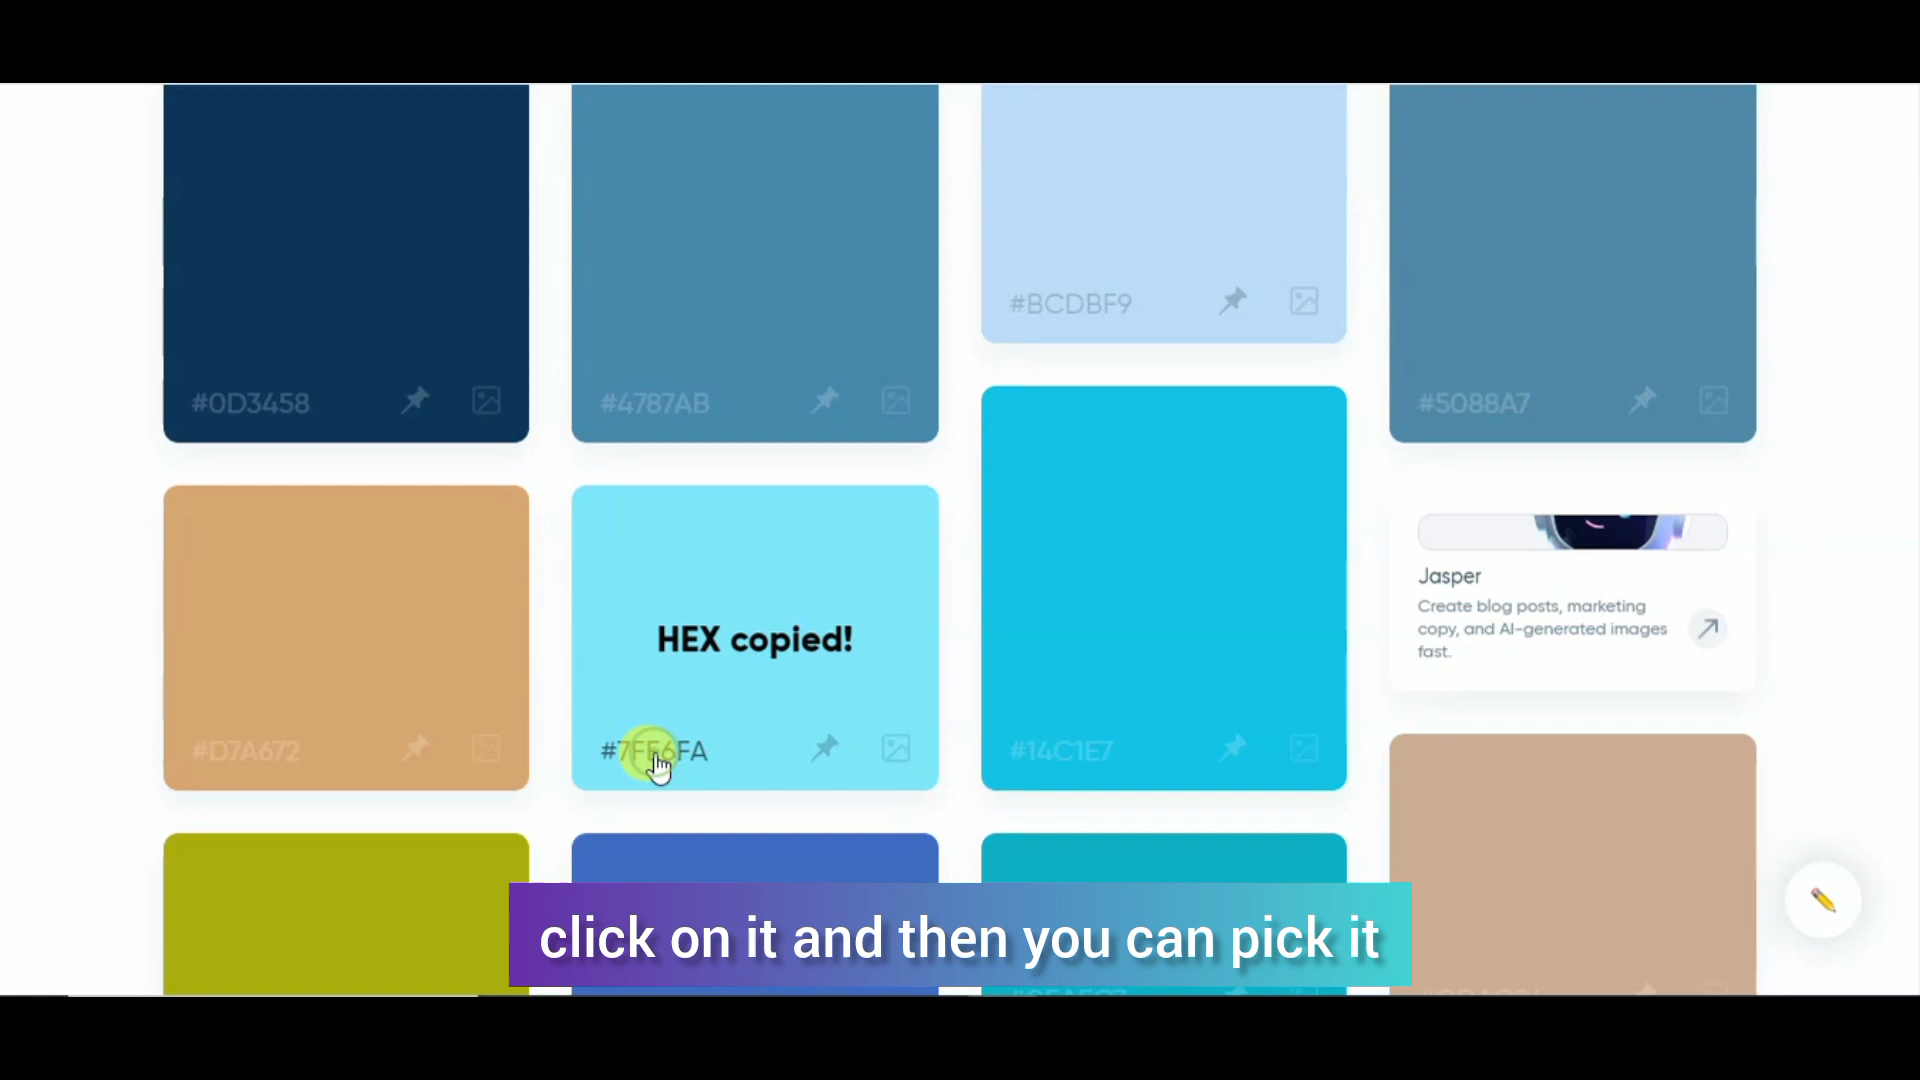 #BCDBF9
#0D3458
#4787AB
#5088A7
Jasper
Create blog posts, marketing
copy, and AI-generated images
fast.
HEX copied!
#D7A672
#7FE6FA
#14C1E7
click on it and then you can pick it